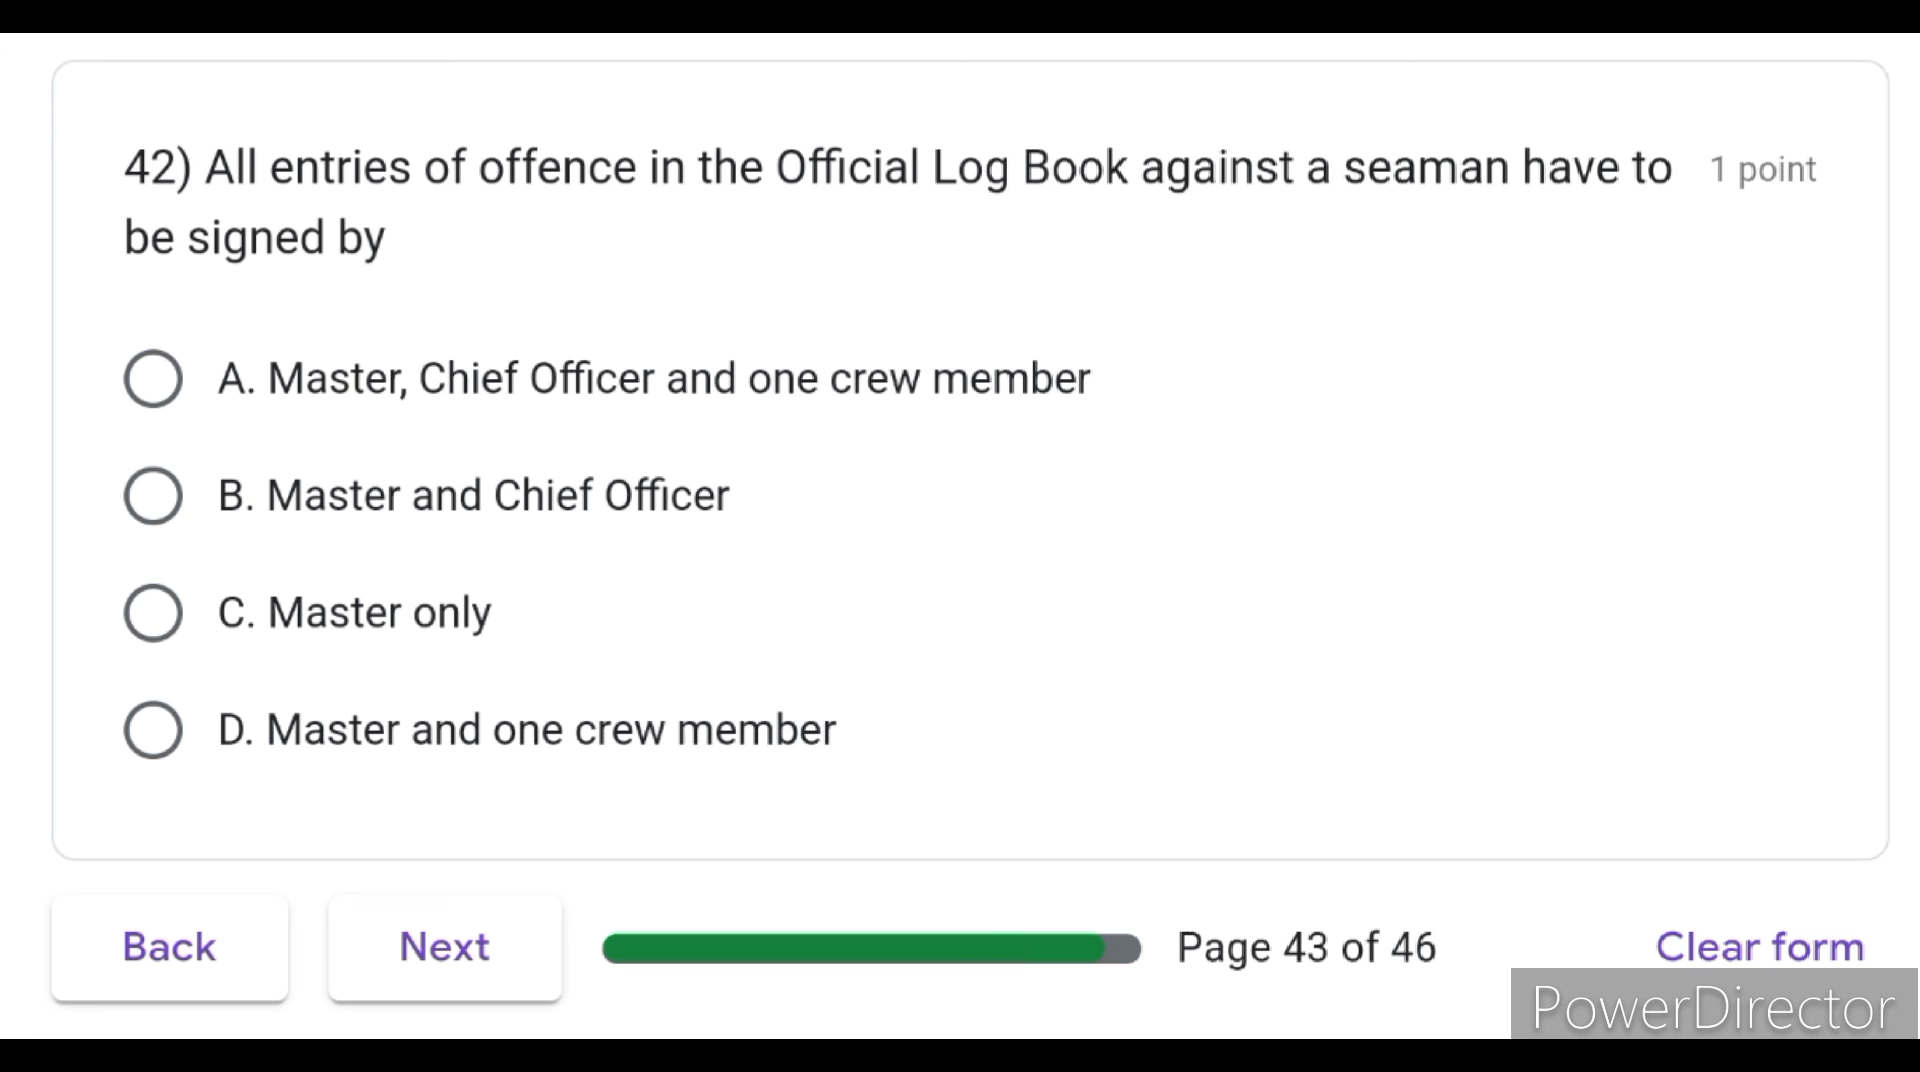 42) All entries of offence in the Official Log Book against a seaman have to 1 point
be signed by
A. Master, Chief Officer and one crew member
B. Master and Chief Officer
C. Master only
D. Master and one crew member
Back Next Page 43 of 46 Clear form
PowerDirector